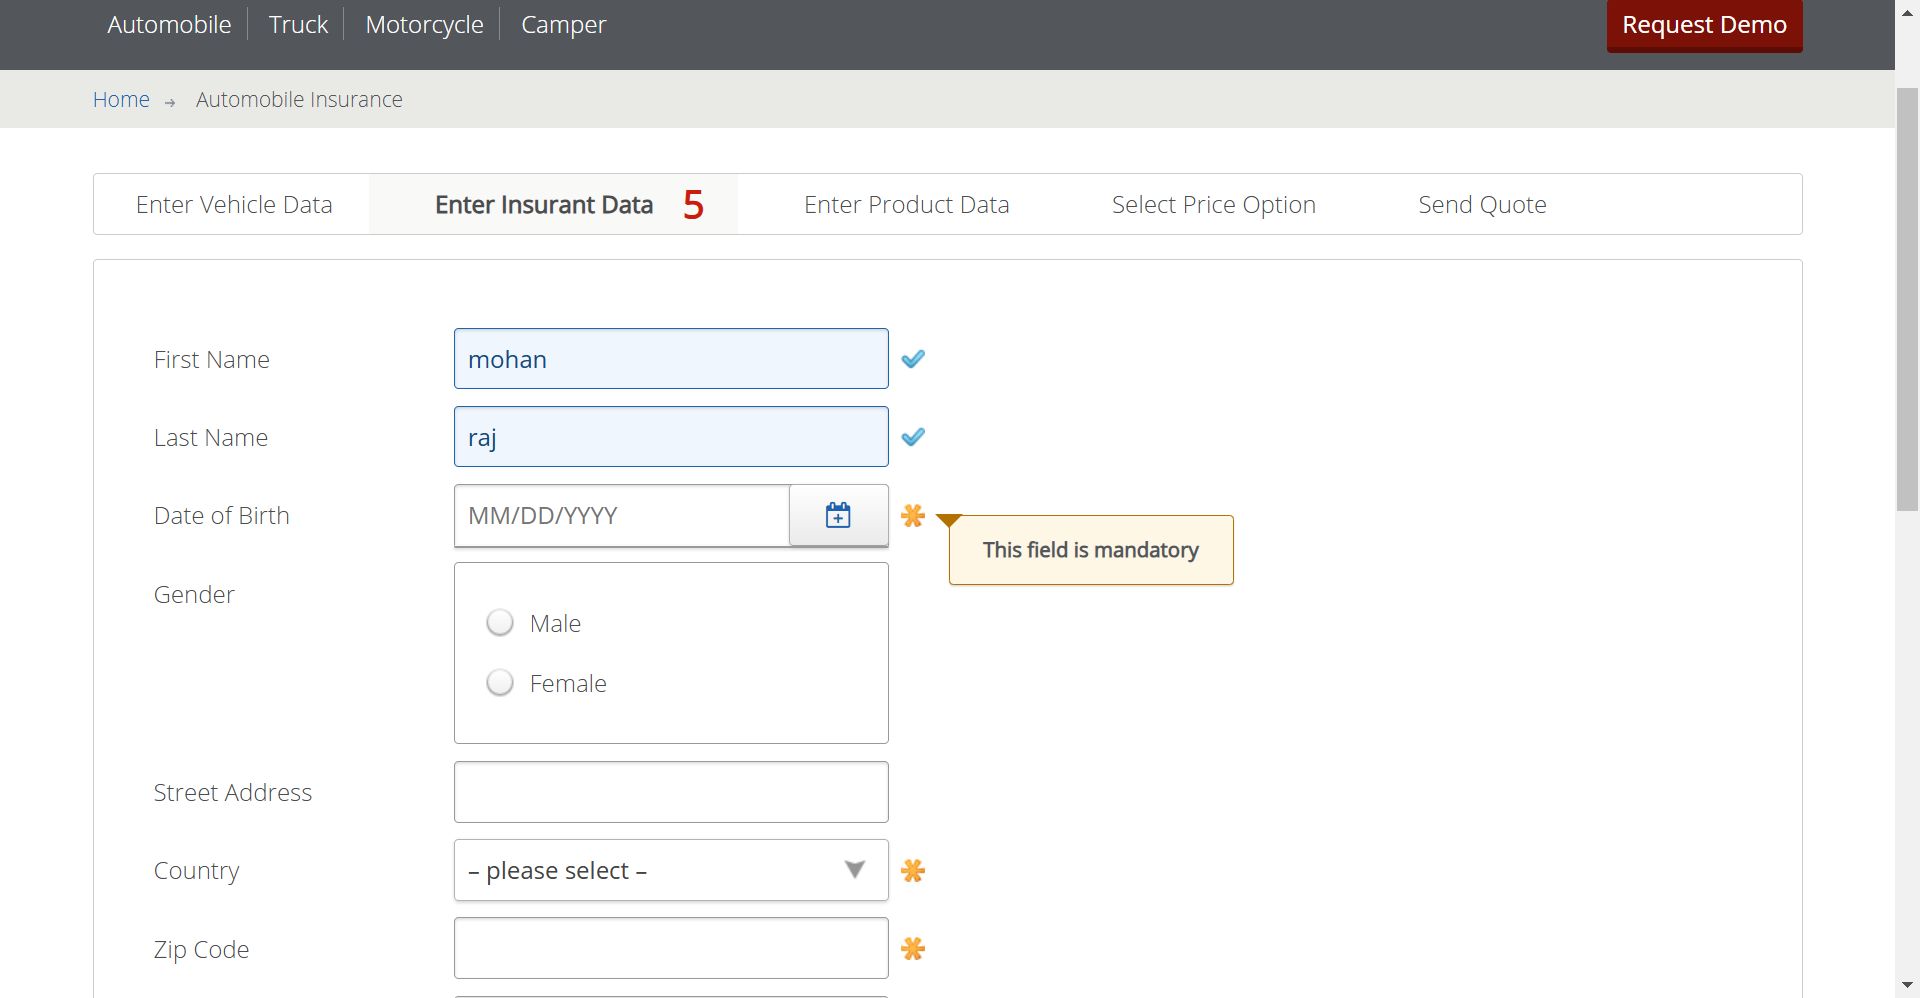 Automobile Truck Motorcycle Camper Request Demo
Home → Automobile Insurance
Enter Vehicle Data Enter Insurant Data 5 Enter Product Data Select Price Option Send Quote
First Name mohan
Last Name raj
Date of Birth MM/DD/YYYY
This field is mandatory
Gender
Male
Female
Street Address
Country – please select –
Zip Code